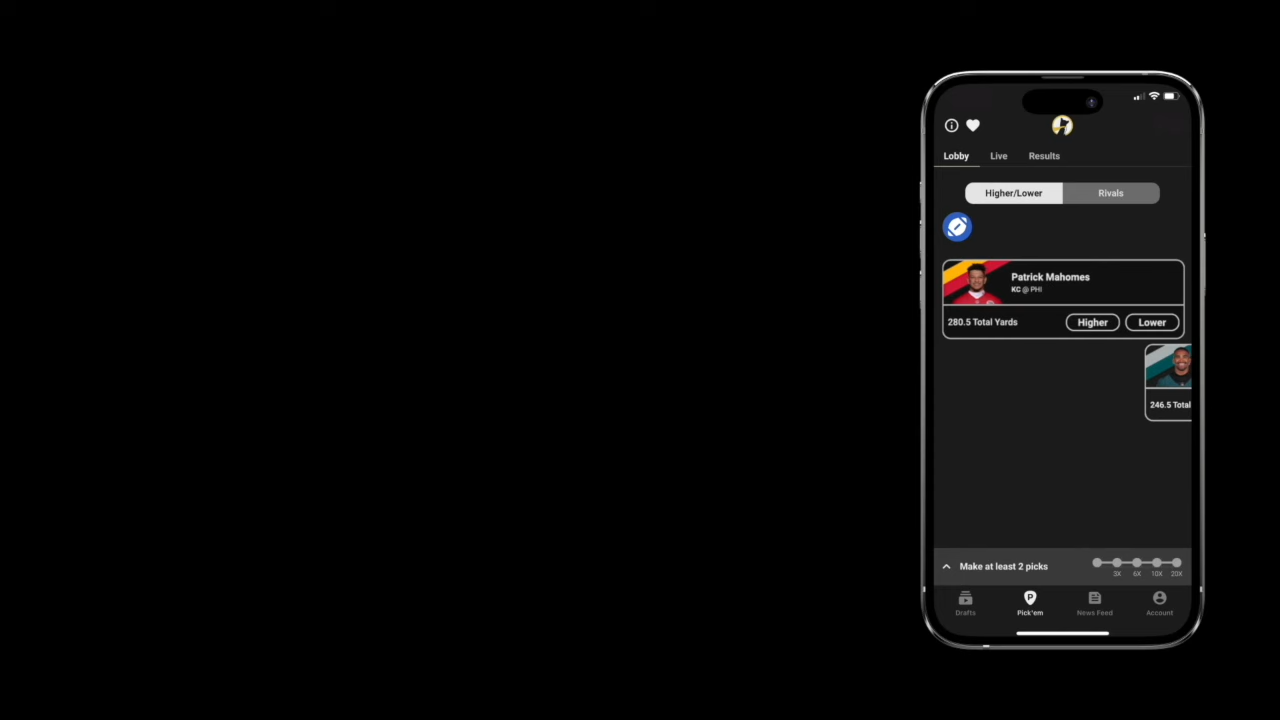 Lobby Live Results
Higher/Lower Rivals
Patrick Mahomes
KC @ PHI
280.5 Total Yards Higher Lower
246.5 Total
Make at least 2 picks
3X 6X 10X 20X
P
Drafts Pick'em News Feed Account